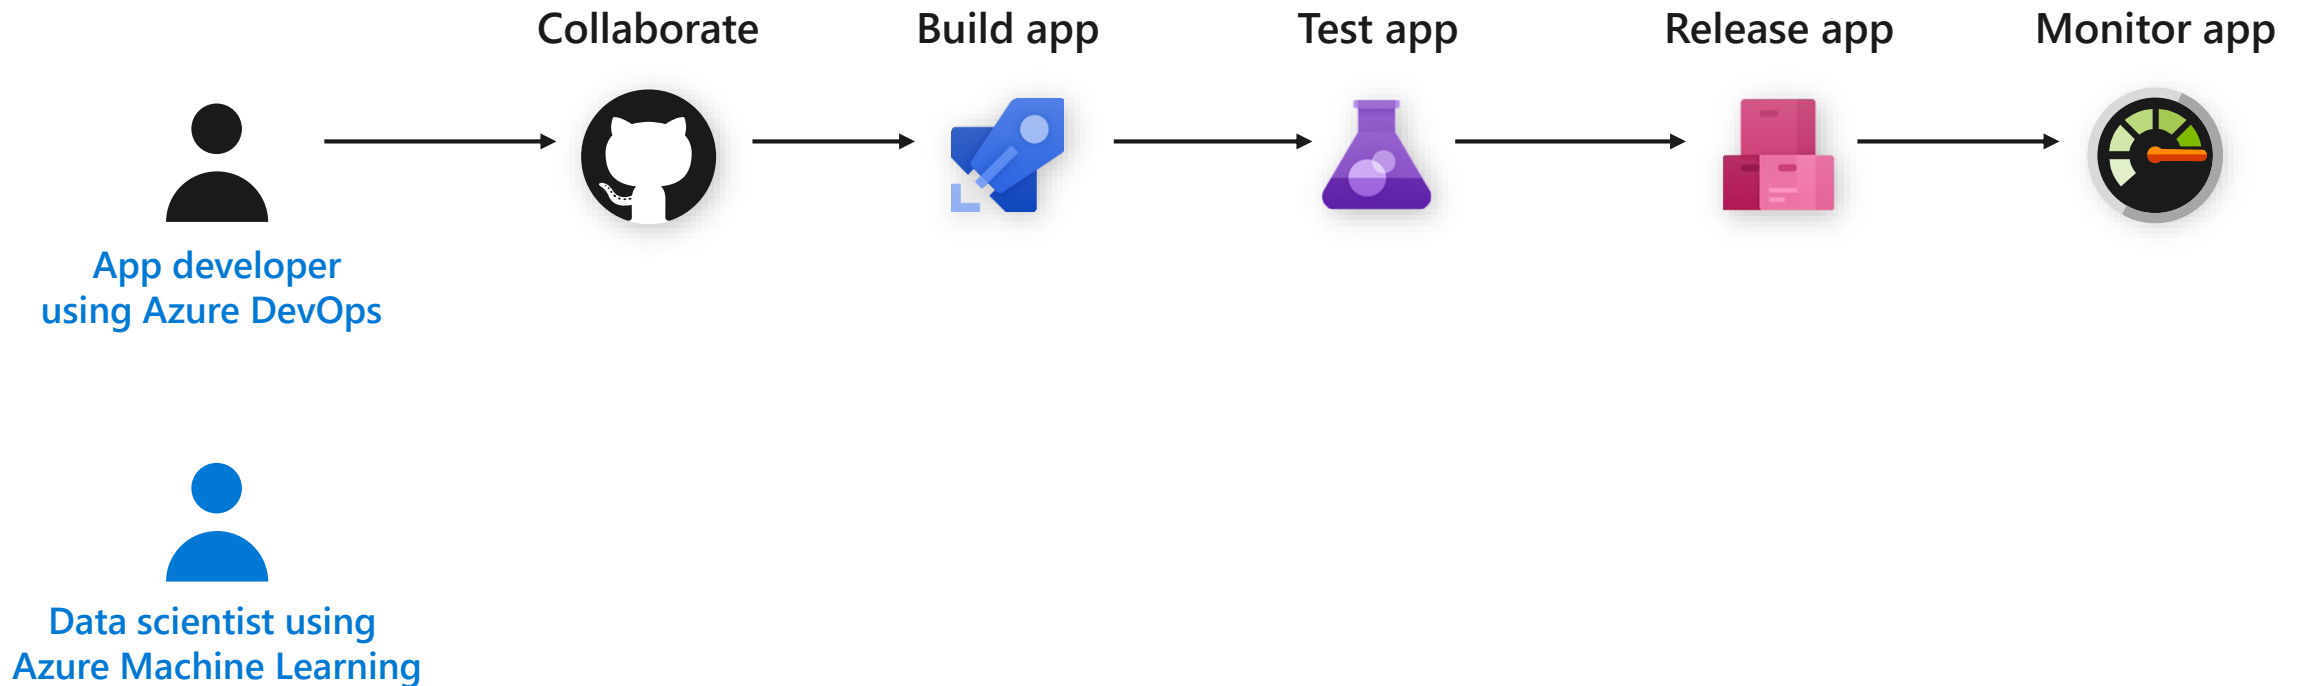 Collaborate
Build app
Test app
Release app
Monitor app
App developer
using Azure DevOps
Data scientist using
Azure Machine Learning